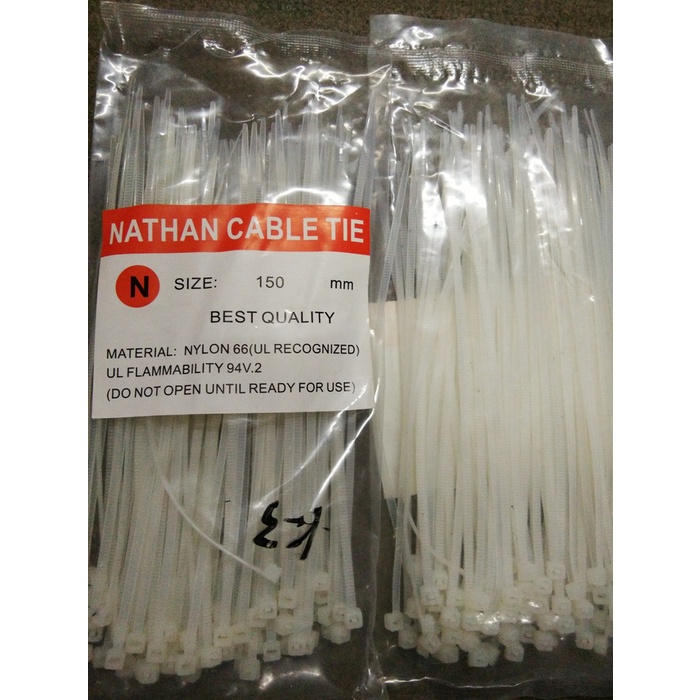 NATHAN CABLE TIE
N SIZE: 150 mm
BEST QUALITY
MATERIAL: NYLON 66(UL RECOGNIZED)
UL FLAMMABILITY 94V.2
(DO NOT OPEN UNTIL READY FOR USE)